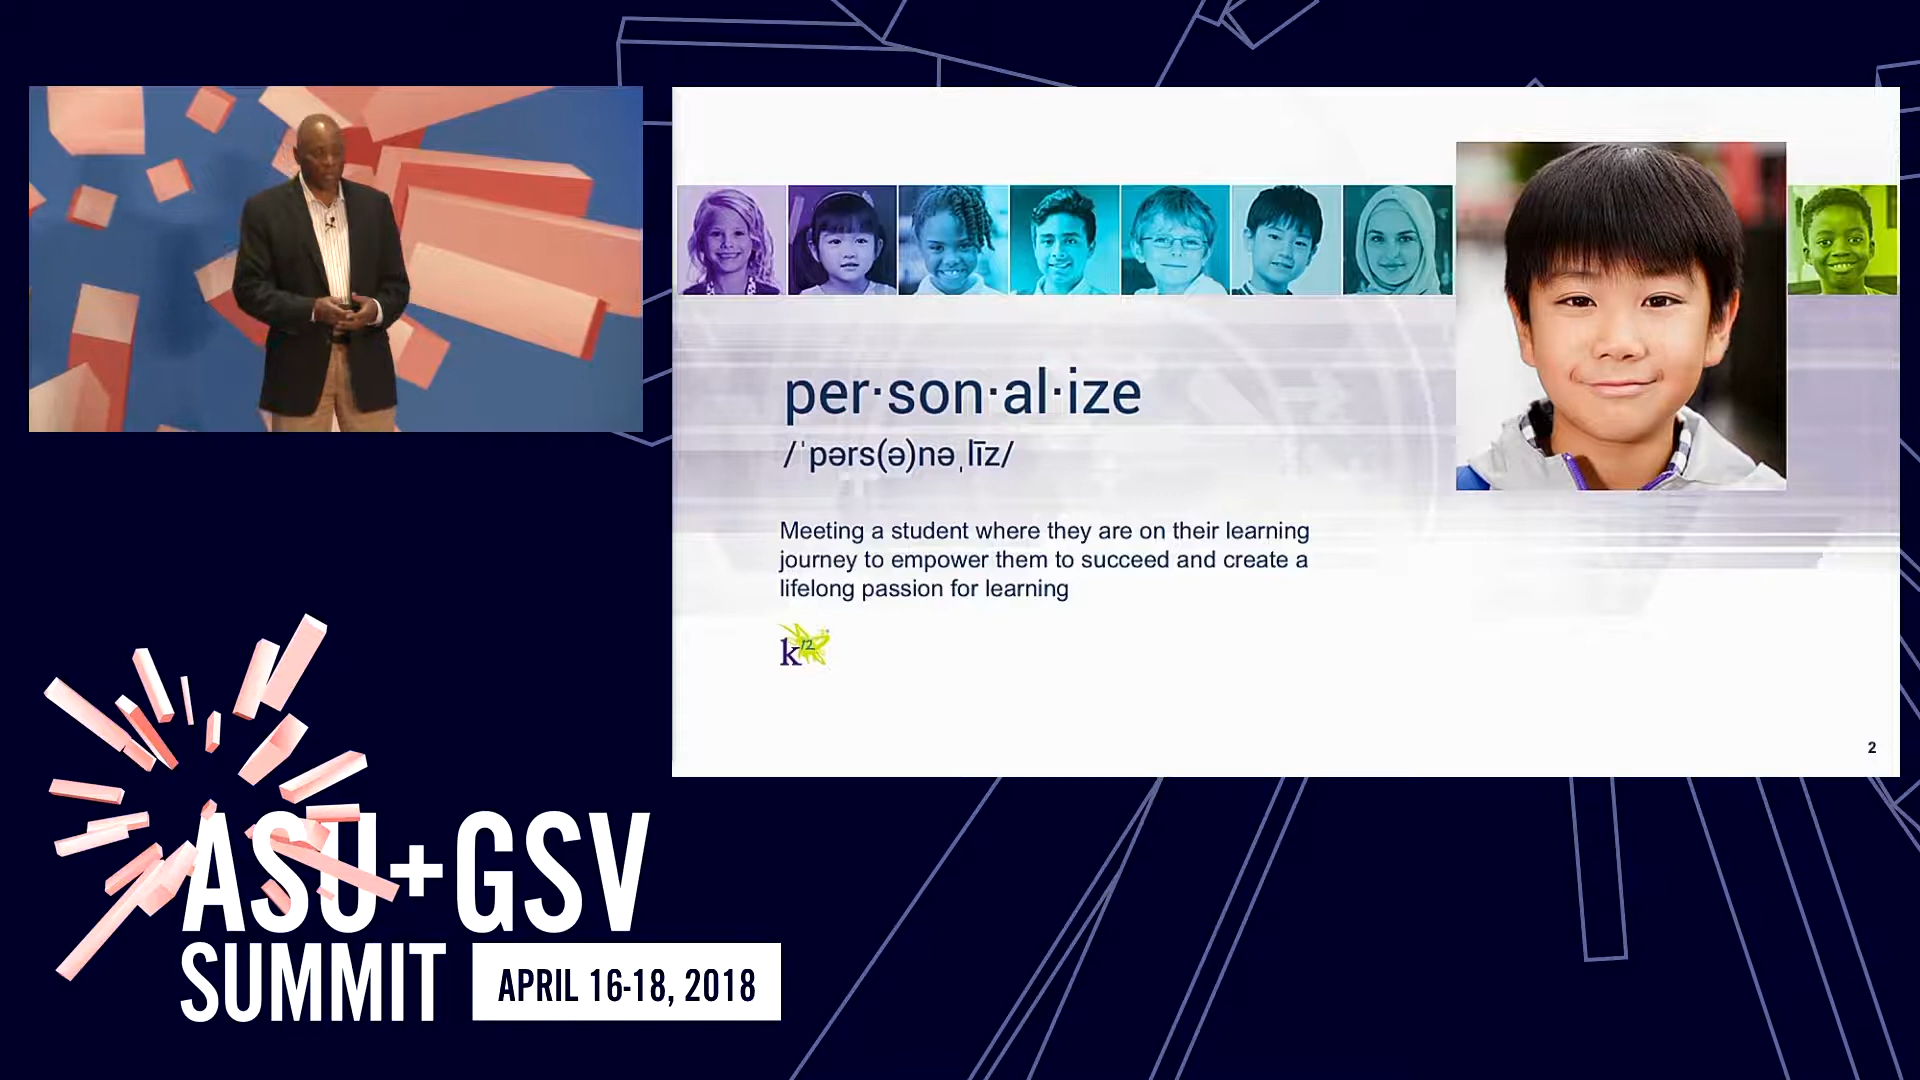 per·son·al·ize
/ˈpərs(ə)nəˌlīz/
Meeting a student where they are on their learning
journey to empower them to succeed and create a
lifelong passion for learning
k12
2
ASU+GSV
SUMMIT
APRIL 16-18, 2018